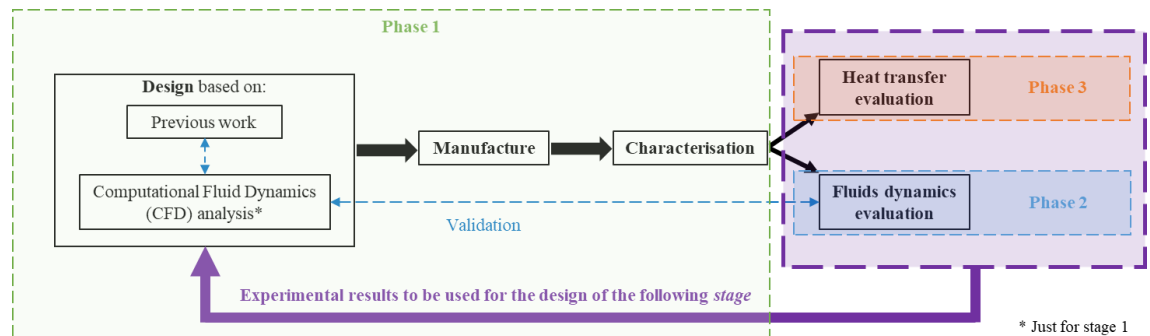 Phase 1
Design based on:
Previous work
Computational Fluid Dynamics
(CFD) analysis*
Manufacture
Characterisation
Heat transfer
evaluation
Phase 3
Fluids dynamics
evaluation
Phase 2
Validation
Experimental results to be used for the design of the following stage
* Just for stage 1